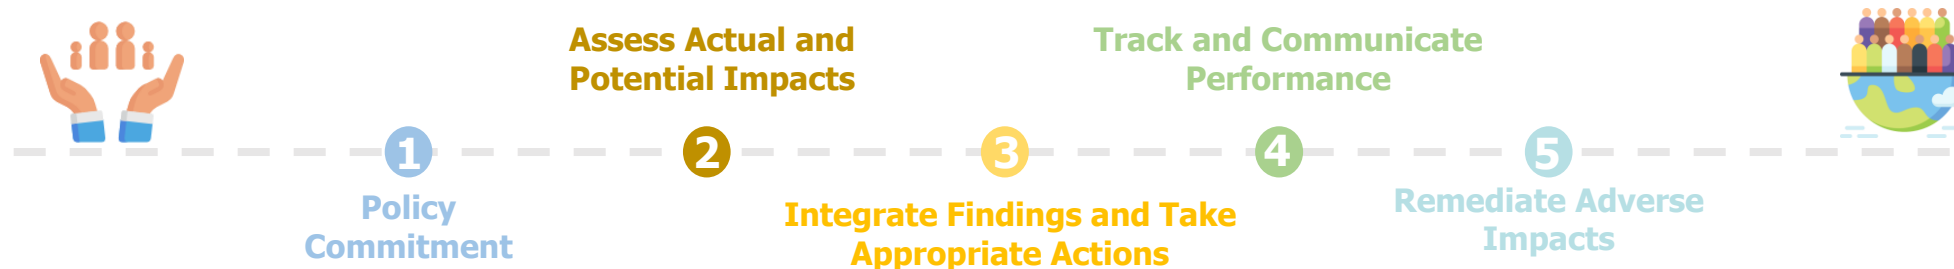 1
Policy
Commitment
Assess Actual and
Potential Impacts
2
3
Integrate Findings and Take
Appropriate Actions
Track and Communicate
Performance
4
5
Remediate Adverse
Impacts